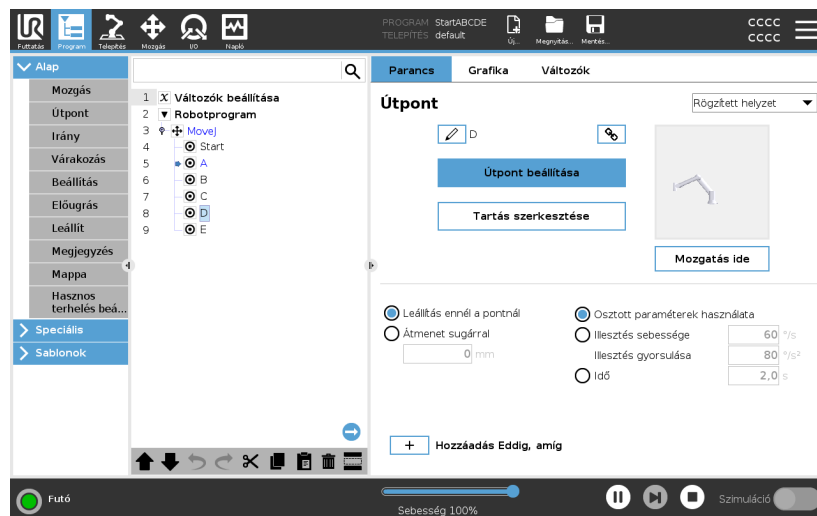 PROGRAM StartABCDE
TELEPÍTÉS default
Futtatás Program Telepítés Mozgás I/O Napló
Új... Megnyitás... Mentés...
CCCC
CCCC
Alap
Mozgás
Útpont
Irány
Várakozás
Beállítás
Előugrás
Leállít
Megjegyzés
Mappa
Hasznos
terhelés beá...
Speciális
Sablonok
1 X Változók beállítása
2 Robotprogram
3 MoveJ
4 Start
5 A
6 B
7 C
8 D
9 E
Parancs Grafika Változók
Útpont
Rögzített helyzet
D
Útpont beállítása
Tartás szerkesztése
Mozgatás ide
Leállítás ennél a pontnál
Átmenet sugárral
0 mm
Osztott paraméterek használata
Illesztés sebessége 60 °/s
Illesztés gyorsulása 80 °/s²
Idő 2,0 s
+ Hozzáadás Eddig, amíg
Futó
Sebesség 100%
Szimuláció